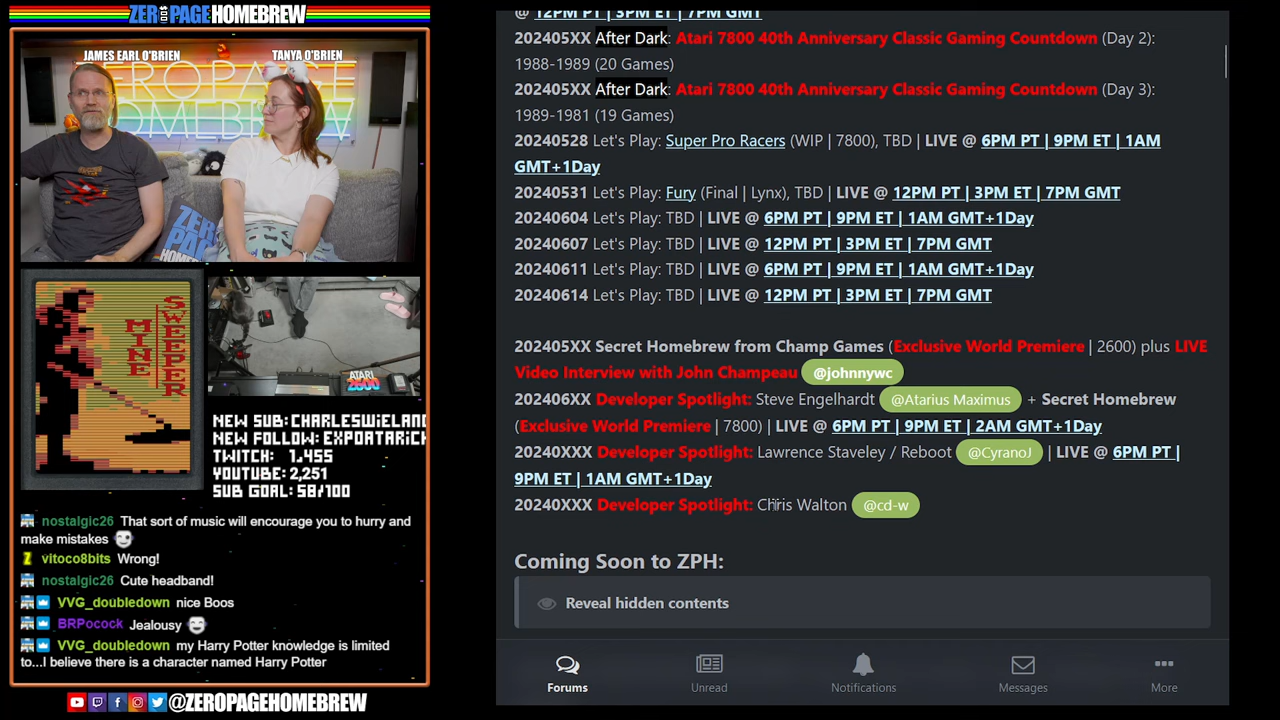 ZERO PAGE HOMEBREW
JAMES EARL O'BRIEN
TANYA O'BRIEN
ZERO PAGE
HOMEBREW
ZERO
PAGE
MINE
SWEEPER
ATARI
2600
NEW SUB: CHARLESWIELAND
NEW FOLLOW: EXPOATARICH
TWITCH: 1,455
YOUTUBE: 2,251
SUB GOAL: 58/100
nostalgic26 That sort of music will encourage you to hurry and
make mistakes
vitoco8bits Wrong!
nostalgic26 Cute headband!
VVG_doubledown nice Boos
BRPocock Jealousy
VVG_doubledown my Harry Potter knowledge is limited
to...I believe there is a character named Harry Potter
@ZEROPAGEHOMEBREW
@ 12PM PT | 3PM ET | 7PM GMT
202405XX After Dark: Atari 7800 40th Anniversary Classic Gaming Countdown (Day 2):
1988-1989 (20 Games)
202405XX After Dark: Atari 7800 40th Anniversary Classic Gaming Countdown (Day 3):
1989-1981 (19 Games)
20240528 Let's Play: Super Pro Racers (WIP | 7800), TBD | LIVE @ 6PM PT | 9PM ET | 1AM
GMT+1Day
20240531 Let's Play: Fury (Final | Lynx), TBD | LIVE @ 12PM PT | 3PM ET | 7PM GMT
20240604 Let's Play: TBD | LIVE @ 6PM PT | 9PM ET | 1AM GMT+1Day
20240607 Let's Play: TBD | LIVE @ 12PM PT | 3PM ET | 7PM GMT
20240611 Let's Play: TBD | LIVE @ 6PM PT | 9PM ET | 1AM GMT+1Day
20240614 Let's Play: TBD | LIVE @ 12PM PT | 3PM ET | 7PM GMT
202405XX Secret Homebrew from Champ Games (Exclusive World Premiere | 2600) plus LIVE
Video Interview with John Champeau @johnnywc
202406XX Developer Spotlight: Steve Engelhardt @Atarius Maximus + Secret Homebrew
(Exclusive World Premiere | 7800) | LIVE @ 6PM PT | 9PM ET | 2AM GMT+1Day
20240XXX Developer Spotlight: Lawrence Staveley / Reboot @CyranoJ | LIVE @ 6PM PT |
9PM ET | 1AM GMT+1Day
20240XXX Developer Spotlight: Chris Walton @cd-w
Coming Soon to ZPH:
Reveal hidden contents
Forums
Unread
Notifications
Messages
More